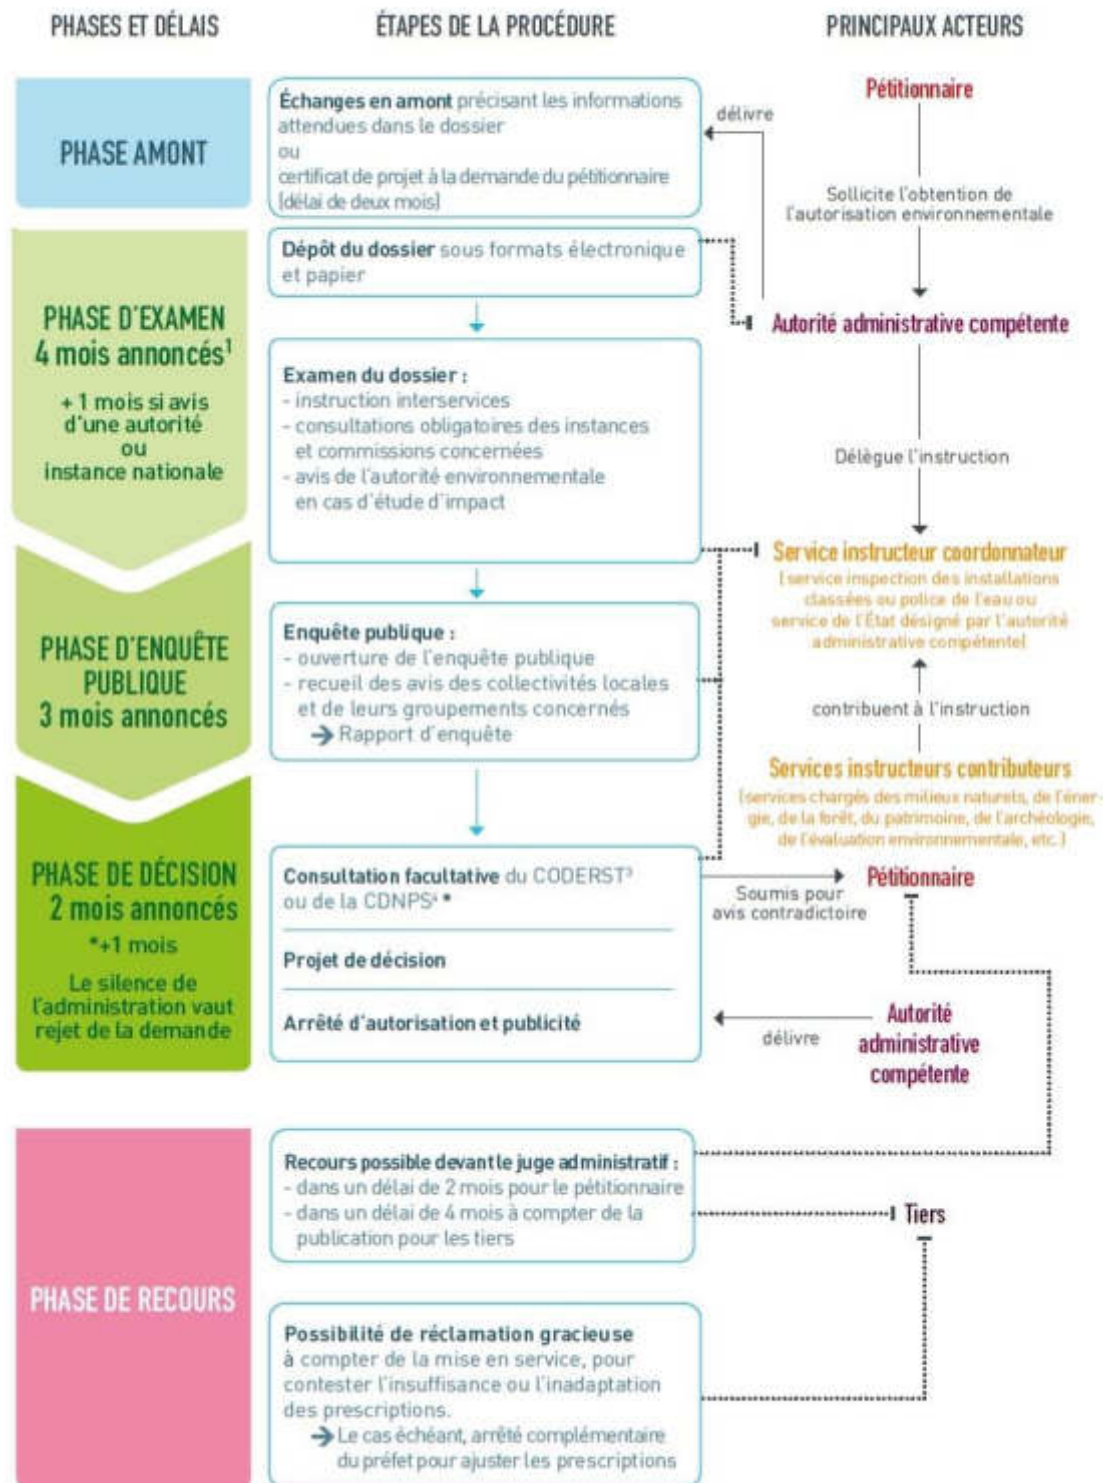 PHASES ET DÉLAIS
ÉTAPES DE LA PROCÉDURE
PRINCIPAUX ACTEURS
PHASE AMONT
Échanges en amont précisant les informations
attendues dans le dossier
ou
certificat de projet à la demande du pétitionnaire
(délai de deux mois)
délivre
Pétitionnaire
Sollicite l'obtention de
l'autorisation environnementale
PHASE D'EXAMEN
4 mois annoncés¹
+ 1 mois si avis
d'une autorité
ou
instance nationale
Dépôt du dossier sous formats électronique
et papier
Autorité administrative compétente
Examen du dossier :
- instruction interservices
- consultations obligatoires des instances
et commissions concernées
- avis de l'autorité environnementale
en cas d'étude d'impact
Délègue l'instruction
Service instructeur coordonnateur
(service inspection des installations
classées ou police de l'eau ou
service de l'État désigné par l'autorité
administrative compétente)
PHASE D'ENQUÊTE
PUBLIQUE
3 mois annoncés
Enquête publique :
- ouverture de l'enquête publique
- recueil des avis des collectivités locales
et de leurs groupements concernés
→ Rapport d'enquête
contribuent à l'instruction
Services instructeurs contributeurs
(services chargés des milieux naturels, de l'éner-
gie, de la forêt, du patrimoine, de l'archéologie,
de l'évaluation environnementale, etc.)
PHASE DE DÉCISION
2 mois annoncés
*+1 mois
Le silence de
l'administration vaut
rejet de la demande
Consultation facultative du CODERST³
ou de la CDNPS⁴ *
Projet de décision
Arrêté d'autorisation et publicité
Soumis pour
avis contradictoire
Pétitionnaire
délivre
Autorité
administrative
compétente
PHASE DE RECOURS
Recours possible devant le juge administratif :
- dans un délai de 2 mois pour le pétitionnaire
- dans un délai de 4 mois à compter de la
publication pour les tiers
Tiers
Possibilité de réclamation gracieuse
à compter de la mise en service, pour
contester l'insuffisance ou l'inadaptation
des prescriptions.
→ Le cas échéant, arrêté complémentaire
du préfet pour ajuster les prescriptions